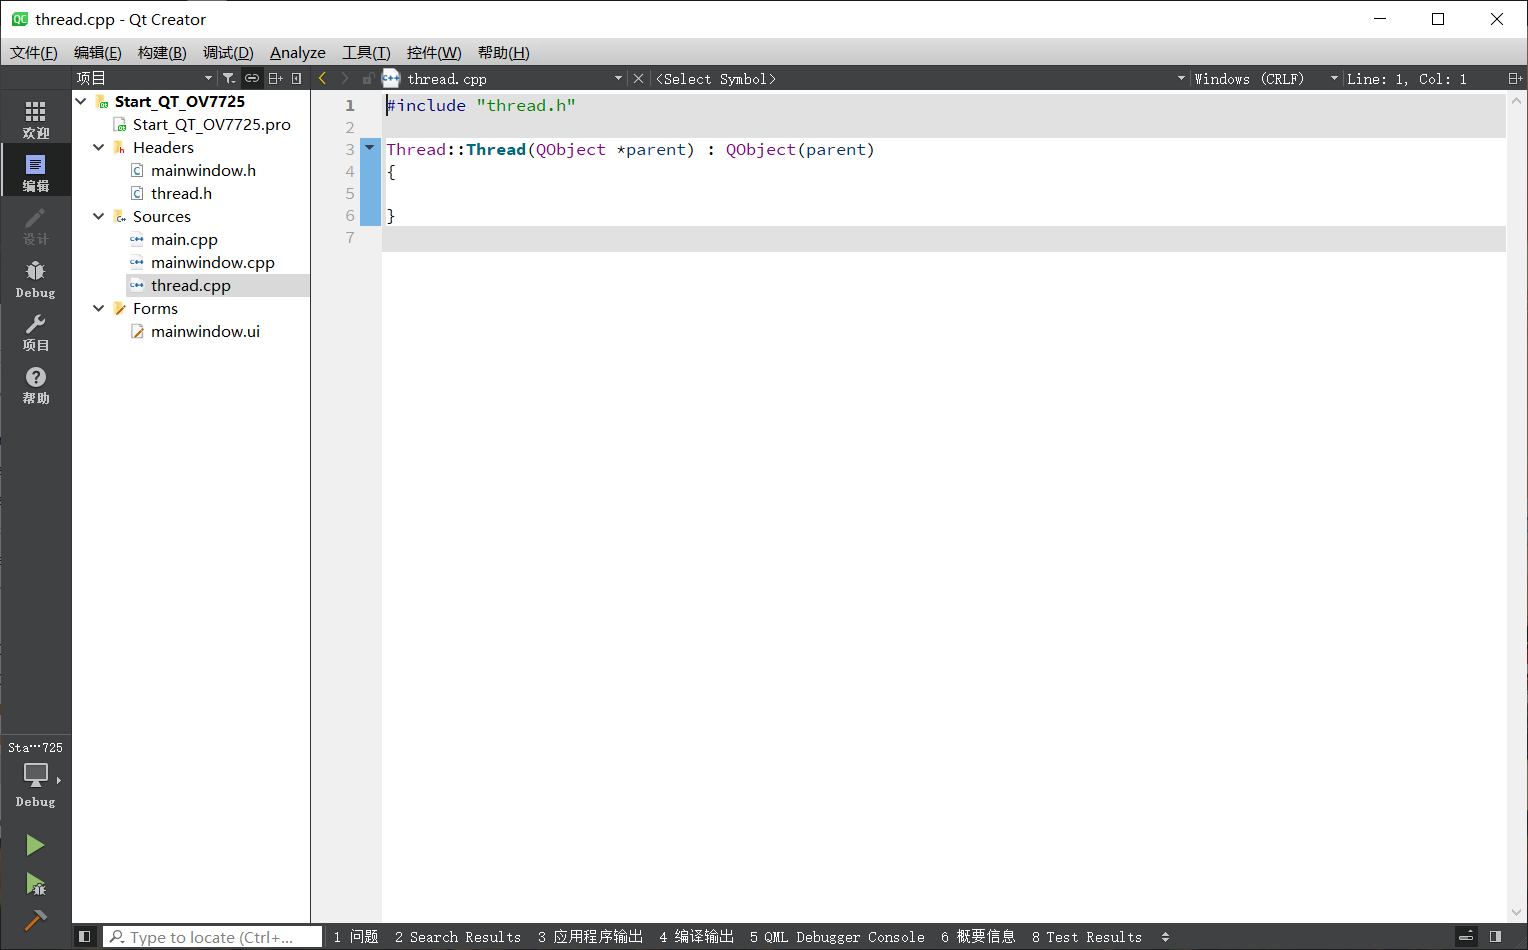 thread.cpp - Qt Creator
文件(F) 编辑(E) 构建(B) 调试(D) Analyze 工具(T) 控件(W) 帮助(H)
项目 thread.cpp <Select Symbol> Windows (CRLF) Line: 1, Col: 1
欢迎
编辑
设计
Debug
项目
帮助
Sta…725
Debug
Start_QT_OV7725
Start_QT_OV7725.pro
Headers
mainwindow.h
thread.h
Sources
main.cpp
mainwindow.cpp
thread.cpp
Forms
mainwindow.ui
1 #include "thread.h"
2
3 Thread::Thread(QObject *parent) : QObject(parent)
4 {
5
6 }
7
Type to locate (Ctrl+... 1 问题 2 Search Results 3 应用程序输出 4 编译输出 5 QML Debugger Console 6 概要信息 8 Test Results